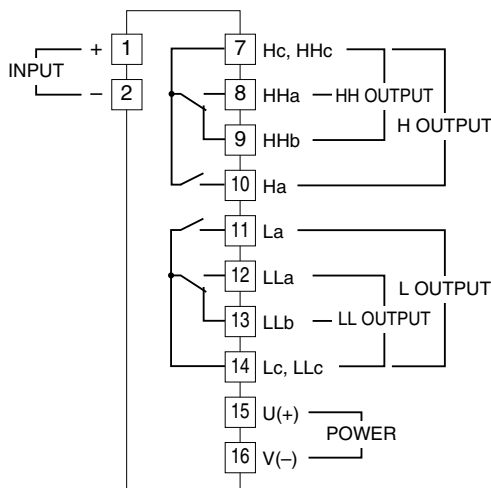 + 1
INPUT
− 2
7 Hc, HHc
8 HHa HH OUTPUT
9 HHb
H OUTPUT
10 Ha
11 La
12 LLa
L OUTPUT
13 LLb LL OUTPUT
14 Lc, LLc
15 U(+)
POWER
16 V(−)